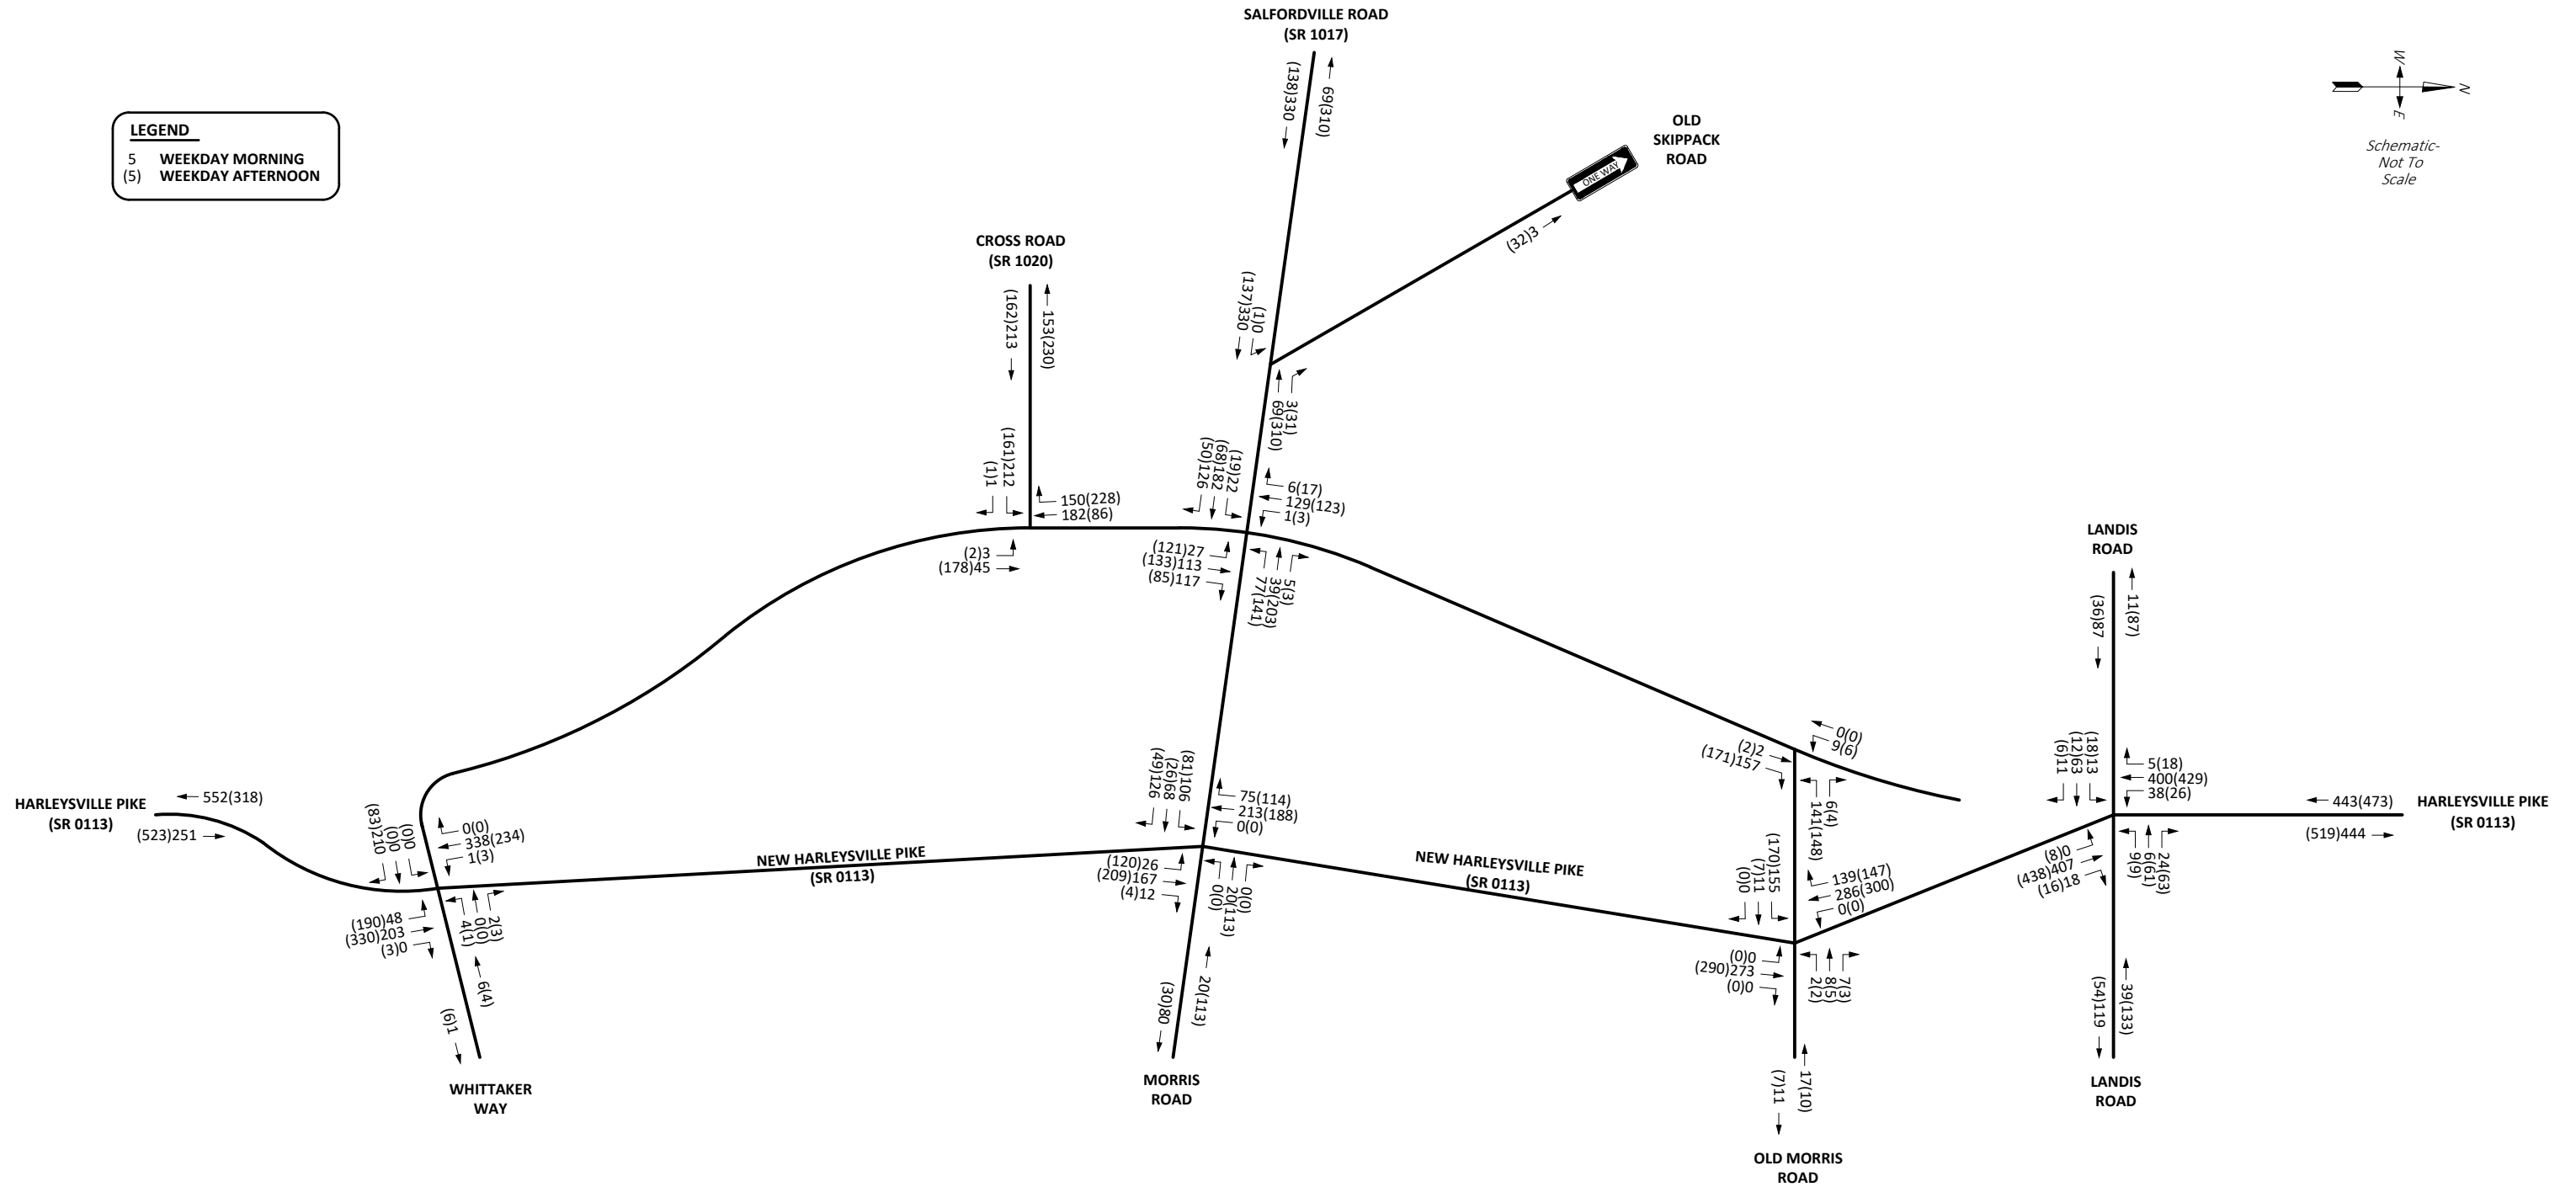 SALFORDVILLE ROAD
(SR 1017)
(138)330
69(310)
W
N
E
Schematic-
Not To
Scale
LEGEND
5 WEEKDAY MORNING
(5) WEEKDAY AFTERNOON
OLD
SKIPPACK
ROAD
ONE WAY
(32)3
CROSS ROAD
(SR 1020)
(162)213
153(230)
(1)0
(137)330
3(31)
69(310)
(161)212
(1)1
150(228)
182(86)
(2)3
(178)45
(19)22
(68)182
(50)126
6(17)
129(123)
1(3)
(121)27
(133)113
(85)117
5(3)
39(203)
77(141)
LANDIS
ROAD
(36)87
11(87)
0(0)
9(6)
(2)2
(171)157
6(4)
141(148)
(18)13
(12)63
(6)11
5(18)
400(429)
38(26)
443(473)
HARLEYSVILLE PIKE
(SR 0113)
(519)444
(8)0
(438)407
(16)18
24(63)
6(61)
9(9)
(54)119
39(133)
LANDIS
ROAD
552(318)
HARLEYSVILLE PIKE
(SR 0113)
(523)251
(0)0
(0)0
(83)210
0(0)
338(234)
1(3)
(190)48
(330)203
(3)0
2(3)
0(0)
4(1)
6(4)
(6)1
WHITTAKER
WAY
NEW HARLEYSVILLE PIKE
(SR 0113)
(81)106
(26)68
(49)126
75(114)
213(188)
0(0)
(120)26
(209)167
(4)12
0(0)
20(113)
0(0)
(30)80
20(113)
MORRIS
ROAD
NEW HARLEYSVILLE PIKE
(SR 0113)
(170)155
(7)11
(0)0
139(147)
286(300)
0(0)
(0)0
(290)273
(0)0
7(3)
8(5)
2(2)
(7)11
17(10)
OLD MORRIS
ROAD